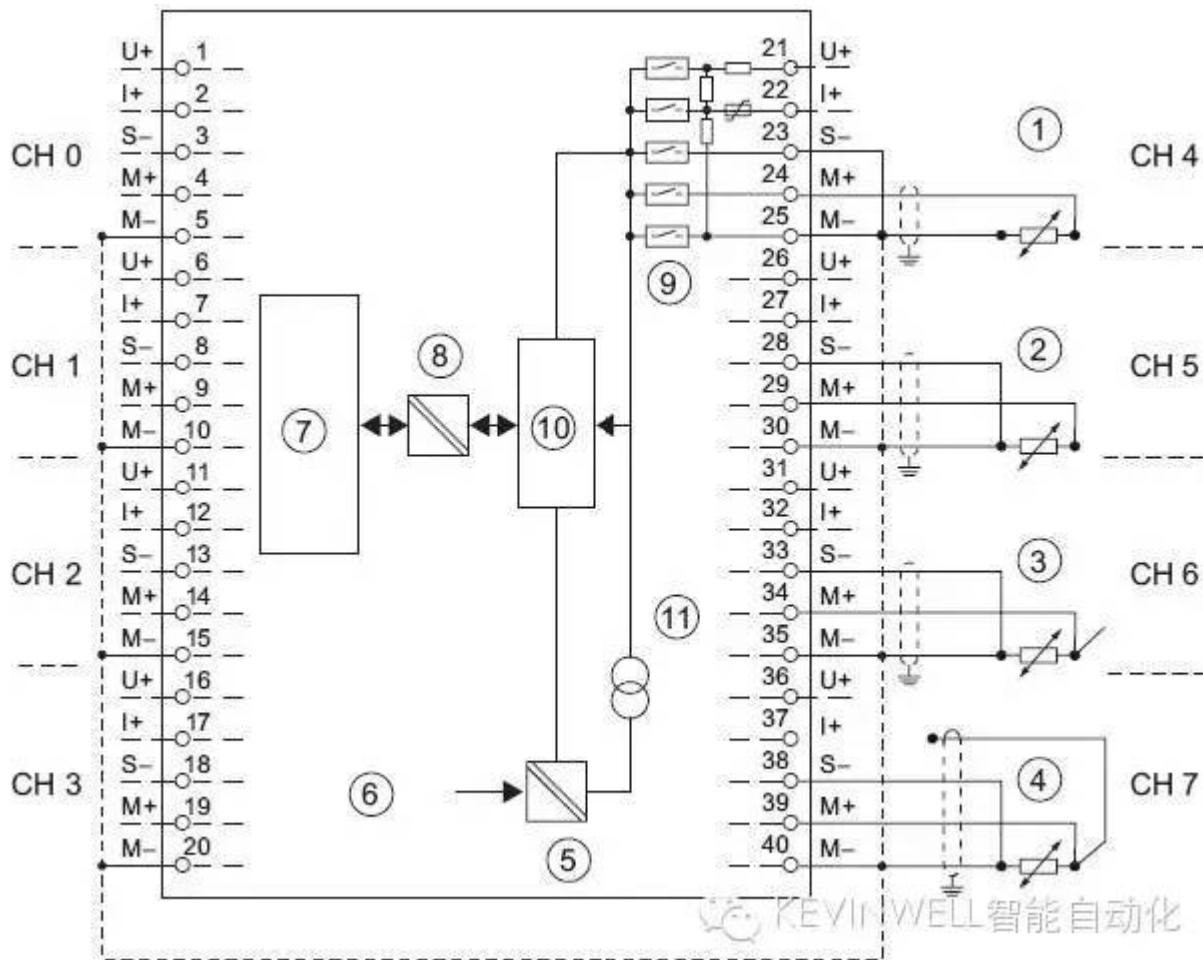 CH 0
U+ 1
I+ 2
S– 3
M+ 4
M– 5
CH 1
U+ 6
I+ 7
S– 8
M+ 9
M– 10
CH 2
U+ 11
I+ 12
S– 13
M+ 14
M– 15
CH 3
U+ 16
I+ 17
S– 18
M+ 19
M– 20
7
8
10
9
11
6
5
21 U+
22 I+
23 S–
24 M+
25 M–
1
CH 4
26 U+
27 I+
28 S–
29 M+
30 M–
2
CH 5
31 U+
32 I+
33 S–
34 M+
35 M–
3
CH 6
36 U+
37 I+
38 S–
39 M+
40 M–
4
CH 7
KEVINWELL智能自动化